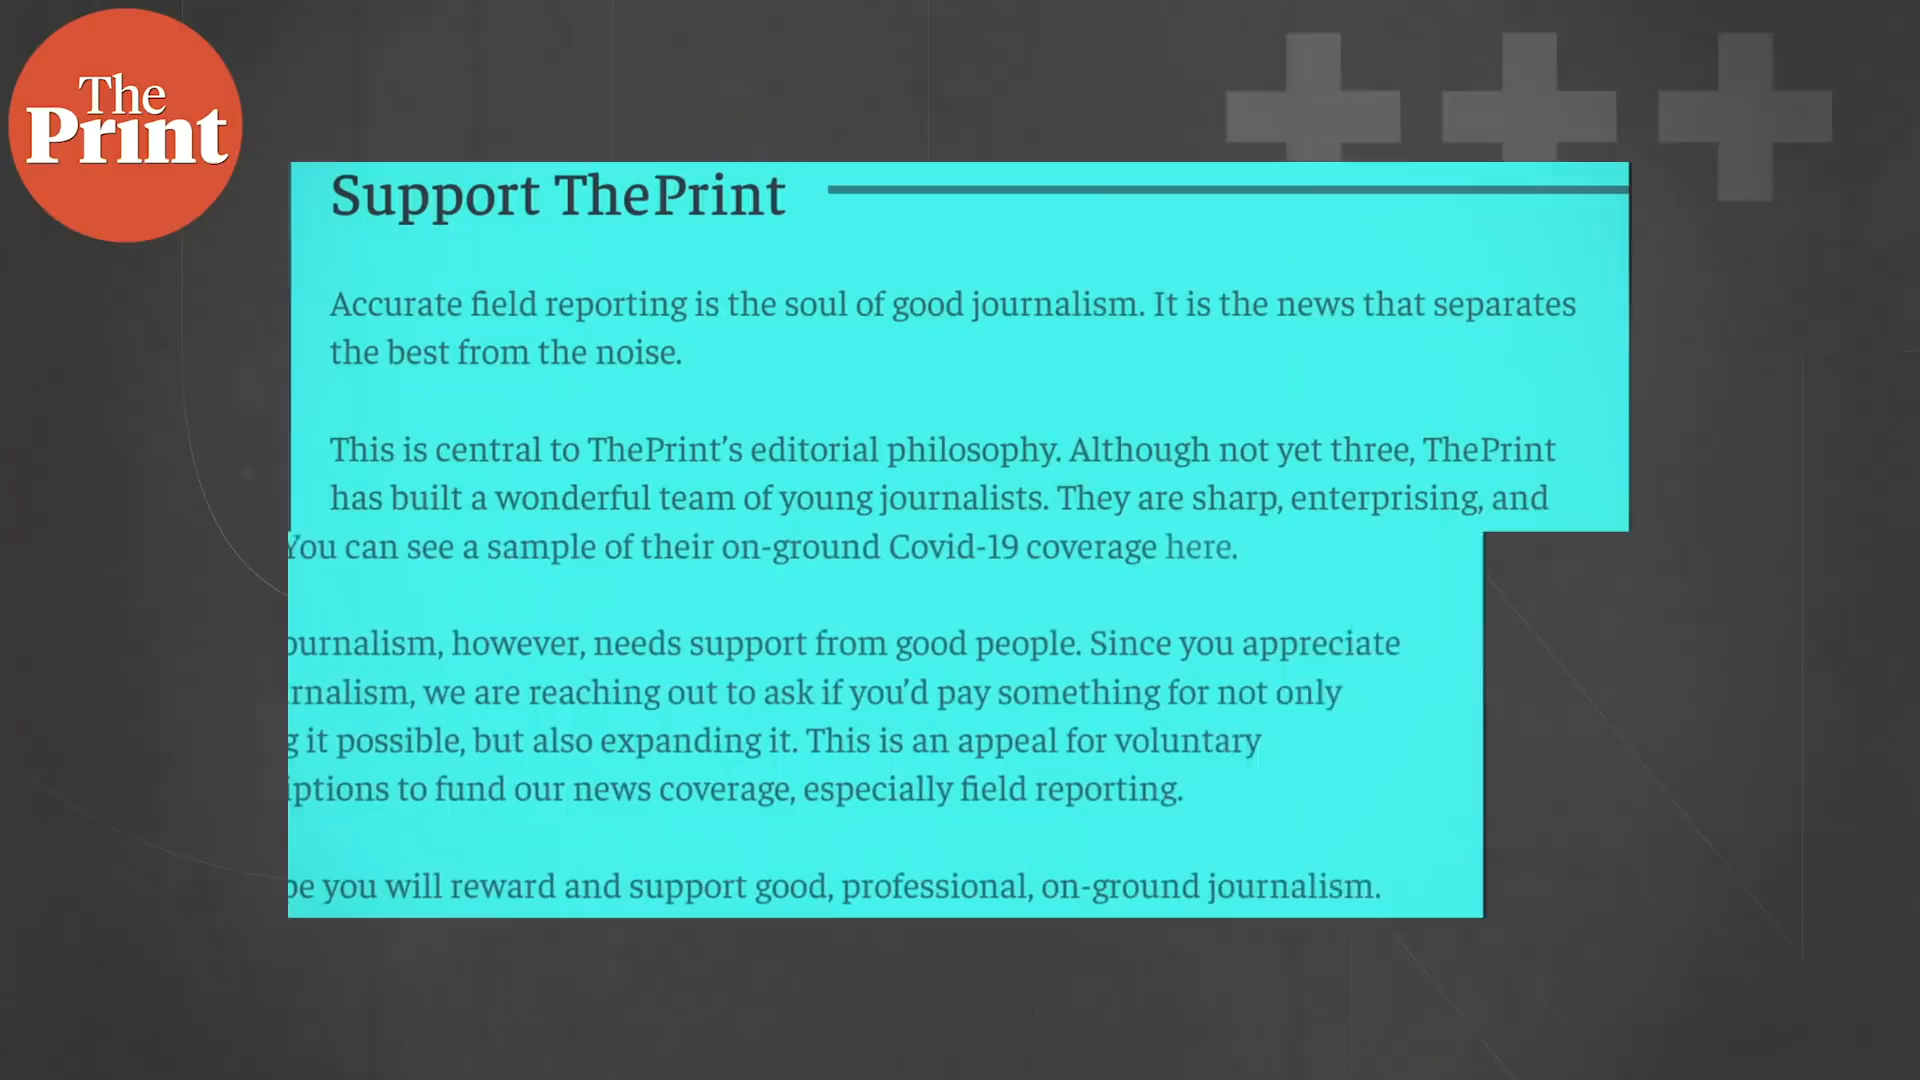 The
Print
Support ThePrint
Accurate field reporting is the soul of good journalism. It is the news that separates
the best from the noise.
This is central to ThePrint’s editorial philosophy. Although not yet three, ThePrint
has built a wonderful team of young journalists. They are sharp, enterprising, and
You can see a sample of their on-ground Covid-19 coverage here.
however, needs support from good people. Since you appreciate
we are reaching out to ask if you’d pay something for not only
it possible, but also expanding it. This is an appeal for voluntary
to fund our news coverage, especially field reporting.
you will reward and support good, professional, on-ground journalism.